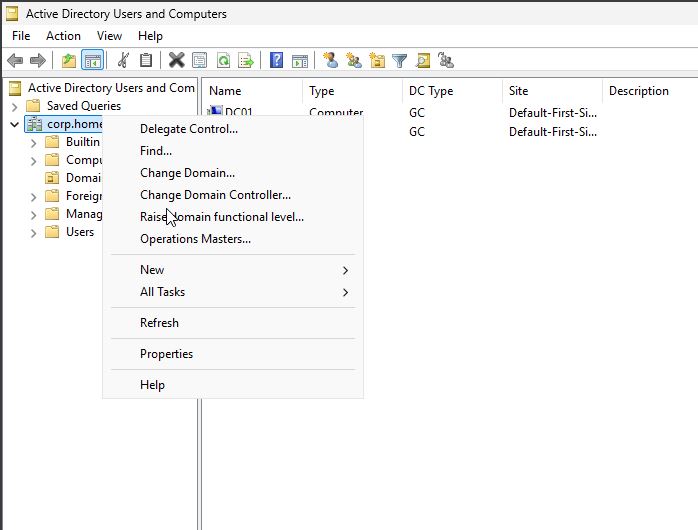 Active Directory Users and Computers
File Action View Help
Active Directory Users and Com
Saved Queries
corp.home
Builtin
Compu
Domai
Foreign
Manag
Users
Name Type DC Type Site Description
DC01 Computer GC Default-First-Si...
GC Default-First-Si...
Delegate Control...
Find...
Change Domain...
Change Domain Controller...
Raise domain functional level...
Operations Masters...
New
All Tasks
Refresh
Properties
Help